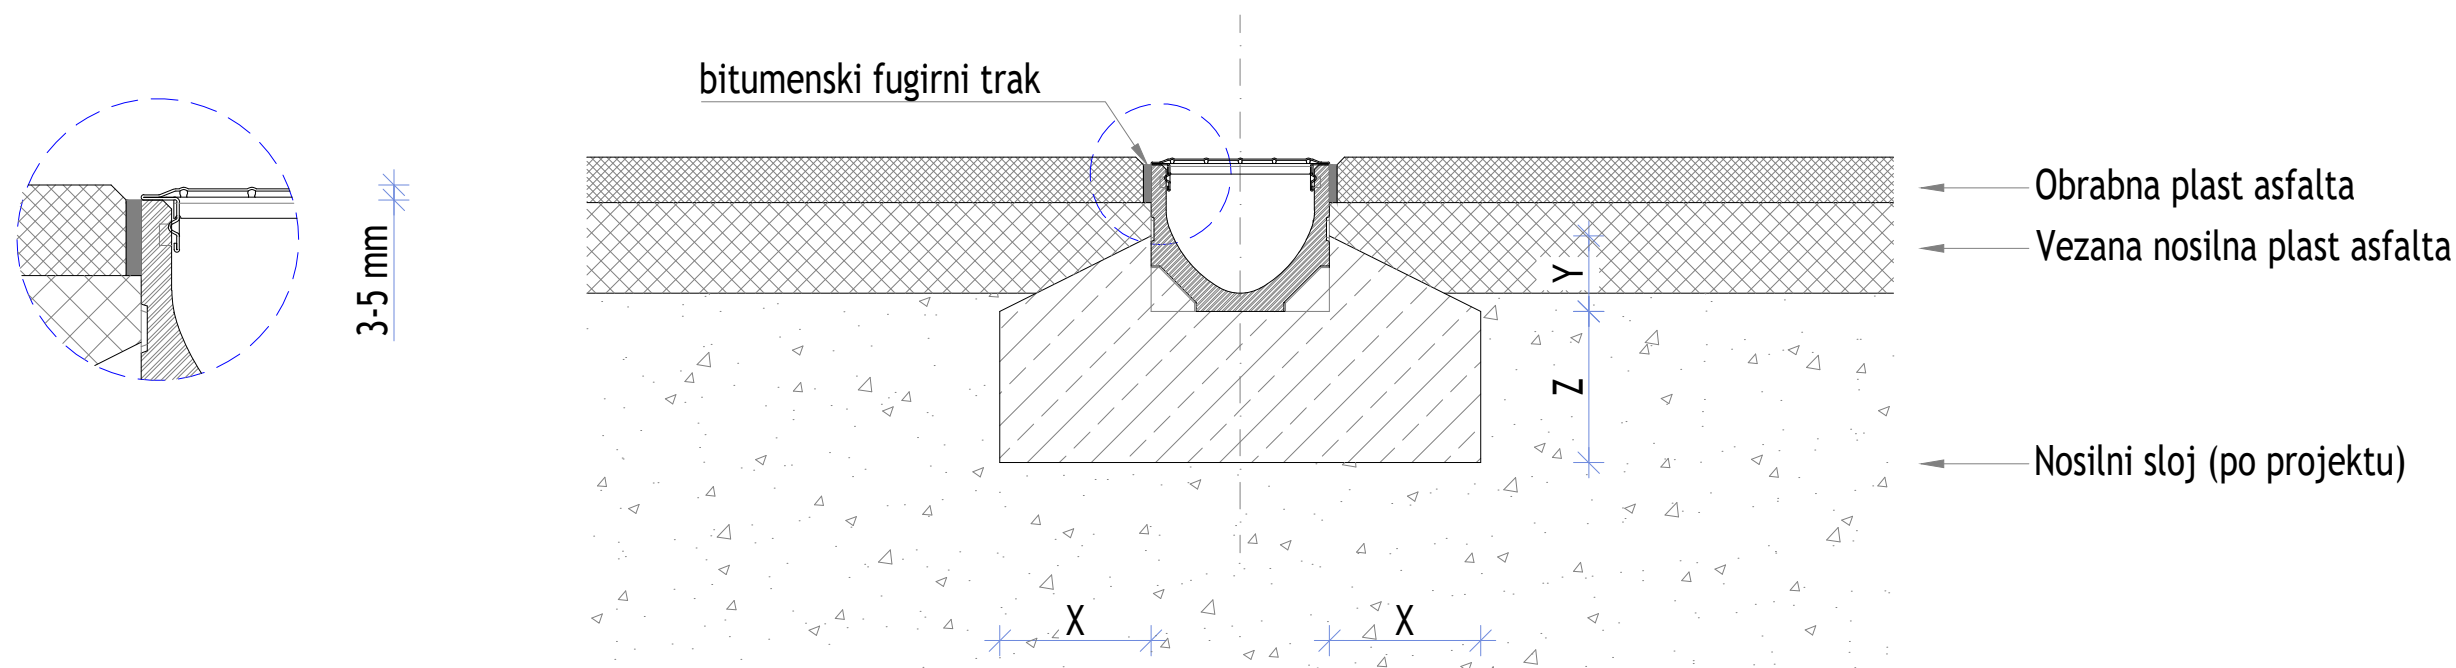 bitumenski fugirni trak
Obrabna plast asfalta
Vezana nosilna plast asfalta
3-5 mm
Y
Z
Nosilni sloj (po projektu)
X
X